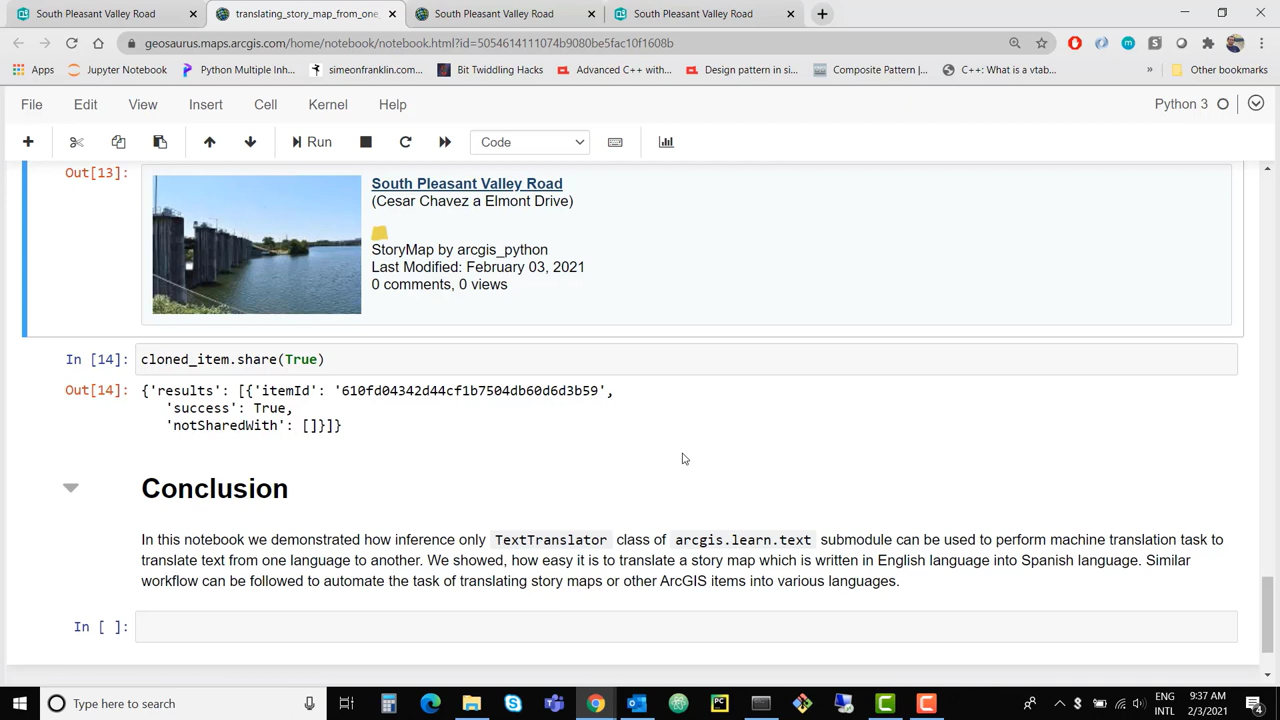 South Pleasant Valley Road
translating_story_map_from_one_
South Pleasant Valley Road
South Pleasant Valley Road
geosaurus.maps.arcgis.com/home/notebook/notebook.html?id=5054614111074b9080be5fac10f1608b
Apps
Jupyter Notebook
Python Multiple Inh...
simeonfranklin.com...
Bit Twiddling Hacks
Advanced C++ with...
Design pattern in si...
Composite Pattern |...
C++: What is a vtab...
»
Other bookmarks
File Edit View Insert Cell Kernel Help
Python 3
Run
Code
Out[13]:
South Pleasant Valley Road
(Cesar Chavez a Elmont Drive)
StoryMap by arcgis_python
Last Modified: February 03, 2021
0 comments, 0 views
In [14]: cloned_item.share(True)
Out[14]: {'results': [{'itemId': '610fd04342d44cf1b7504db60d6d3b59',
'success': True,
'notSharedWith': []}]}
Conclusion
In this notebook we demonstrated how inference only TextTranslator class of arcgis.learn.text submodule can be used to perform machine translation task to
translate text from one language to another. We showed, how easy it is to translate a story map which is written in English language into Spanish language. Similar
workflow can be followed to automate the task of translating story maps or other ArcGIS items into various languages.
In [ ]:
Type here to search
ENG
INTL
9:37 AM
2/3/2021
4